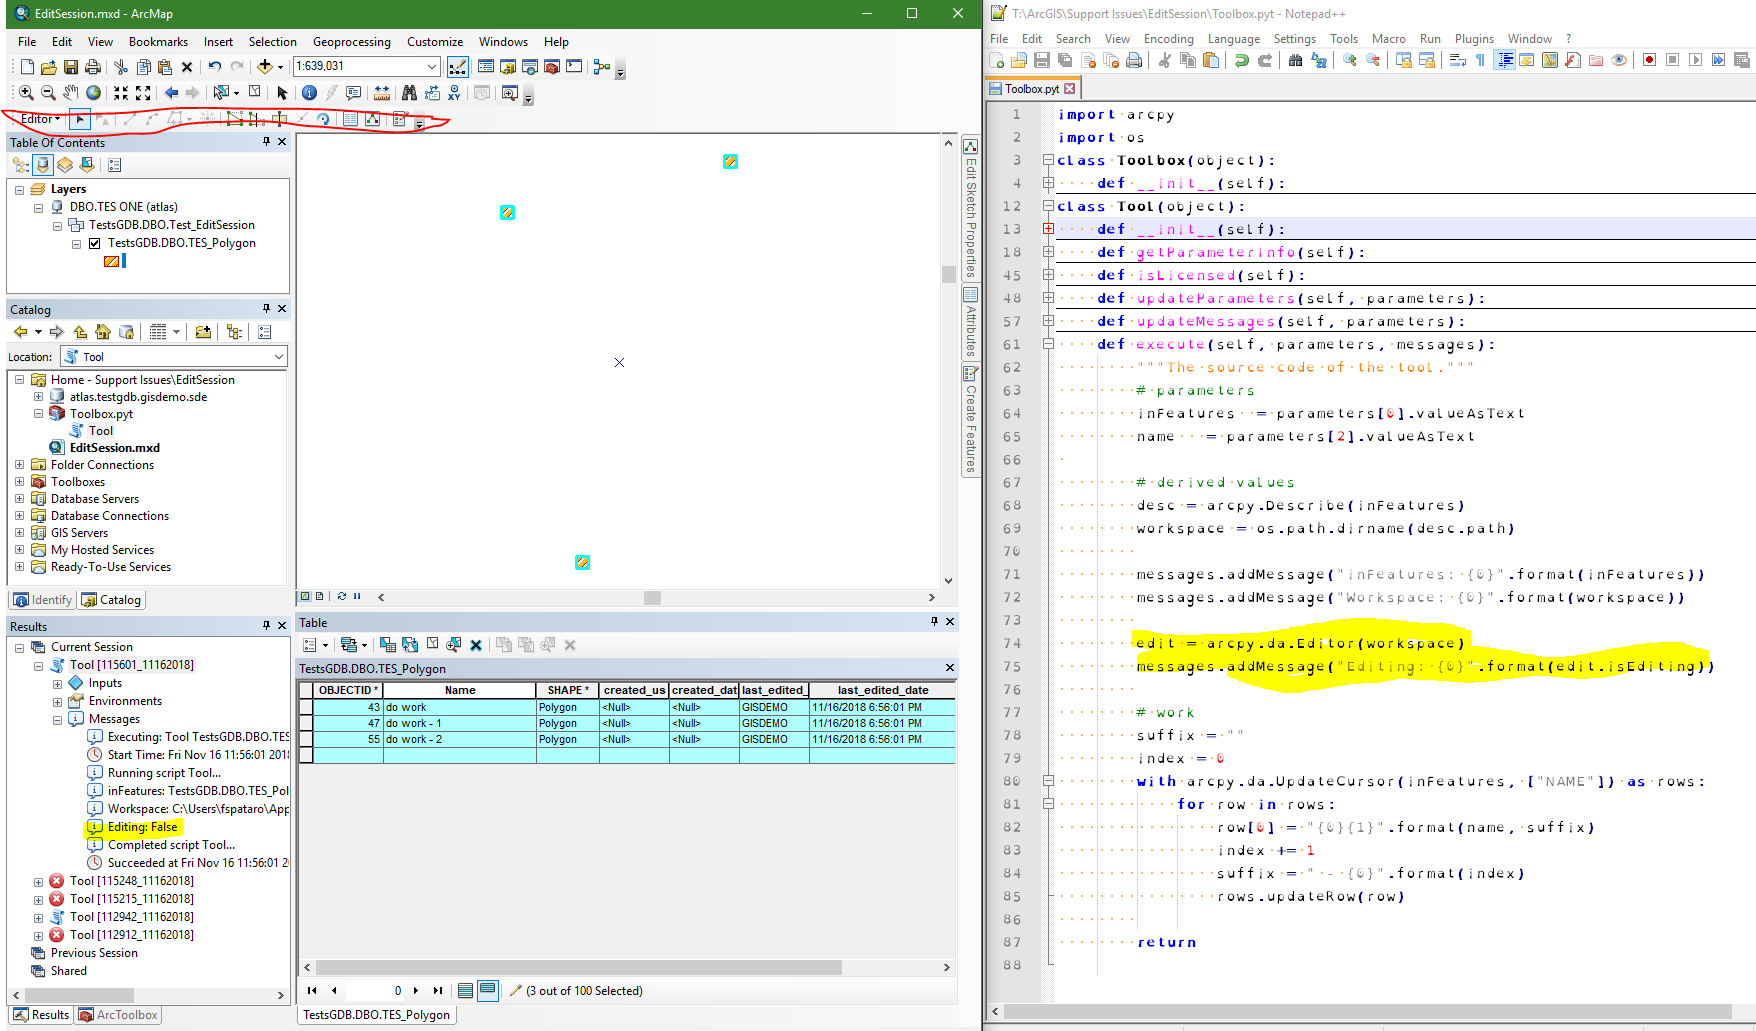 EditSession.mxd - ArcMap
File Edit View Bookmarks Insert Selection Geoprocessing Customize Windows Help
1:639,031
Editor
Table Of Contents
Layers
DBO.TES ONE (atlas)
TestsGDB.DBO.Test_EditSession
TestsGDB.DBO.TES_Polygon
Catalog
Location: Tool
Home - Support Issues\EditSession
atlas.testgdb.gisdemo.sde
Toolbox.pyt
Tool
EditSession.mxd
Folder Connections
Toolboxes
Database Servers
Database Connections
GIS Servers
My Hosted Services
Ready-To-Use Services
Identify Catalog
Results
Current Session
Tool [115601_11162018]
Inputs
Environments
Messages
Executing: Tool TestsGDB.DBO.TES
Start Time: Fri Nov 16 11:56:01 201
Running script Tool...
inFeatures: TestsGDB.DBO.TES_Pol
Workspace: C:\Users\fspataro\App
Editing: False
Completed script Tool...
Succeeded at Fri Nov 16 11:56:01 2
Tool [115248_11162018]
Tool [115215_11162018]
Tool [112942_11162018]
Tool [112912_11162018]
Previous Session
Shared
Results ArcToolbox
Edit Sketch Properties
Attributes
Create Features
Table
TestsGDB.DBO.TES_Polygon
OBJECTID * Name SHAPE * created_us created_dat last_edited_ last_edited_date
43 do work Polygon <Null> <Null> GISDEMO 11/16/2018 6:56:01 PM
47 do work - 1 Polygon <Null> <Null> GISDEMO 11/16/2018 6:56:01 PM
55 do work - 2 Polygon <Null> <Null> GISDEMO 11/16/2018 6:56:01 PM
0 (3 out of 100 Selected)
TestsGDB.DBO.TES_Polygon
T:\ArcGIS\Support Issues\EditSession\Toolbox.pyt - Notepad++
File Edit Search View Encoding Language Settings Tools Macro Run Plugins Window ?
Toolbox.pyt
1 import arcpy
2 import os
3 class Toolbox(object):
4 def __init__(self):
12 class Tool(object):
13 def __init__(self):
18 def getParameterInfo(self):
45 def isLicensed(self):
48 def updateParameters(self, parameters):
57 def updateMessages(self, parameters):
61 def execute(self, parameters, messages):
62 """The source code of the tool."""
63 # parameters
64 inFeatures = parameters[0].valueAsText
65 name = parameters[2].valueAsText
66
67 # derived values
68 desc = arcpy.Describe(inFeatures)
69 workspace = os.path.dirname(desc.path)
70
71 messages.addMessage("inFeatures: {0}".format(inFeatures))
72 messages.addMessage("Workspace: {0}".format(workspace))
73
74 edit = arcpy.da.Editor(workspace)
75 messages.addMessage("Editing: {0}".format(edit.isEditing))
76
77 # work
78 suffix = ""
79 index = 0
80 with arcpy.da.UpdateCursor(inFeatures, ["NAME"]) as rows:
81 for row in rows:
82 row[0] = "{0}{1}".format(name, suffix)
83 index += 1
84 suffix = " - {0}".format(index)
85 rows.updateRow(row)
86
87 return
88